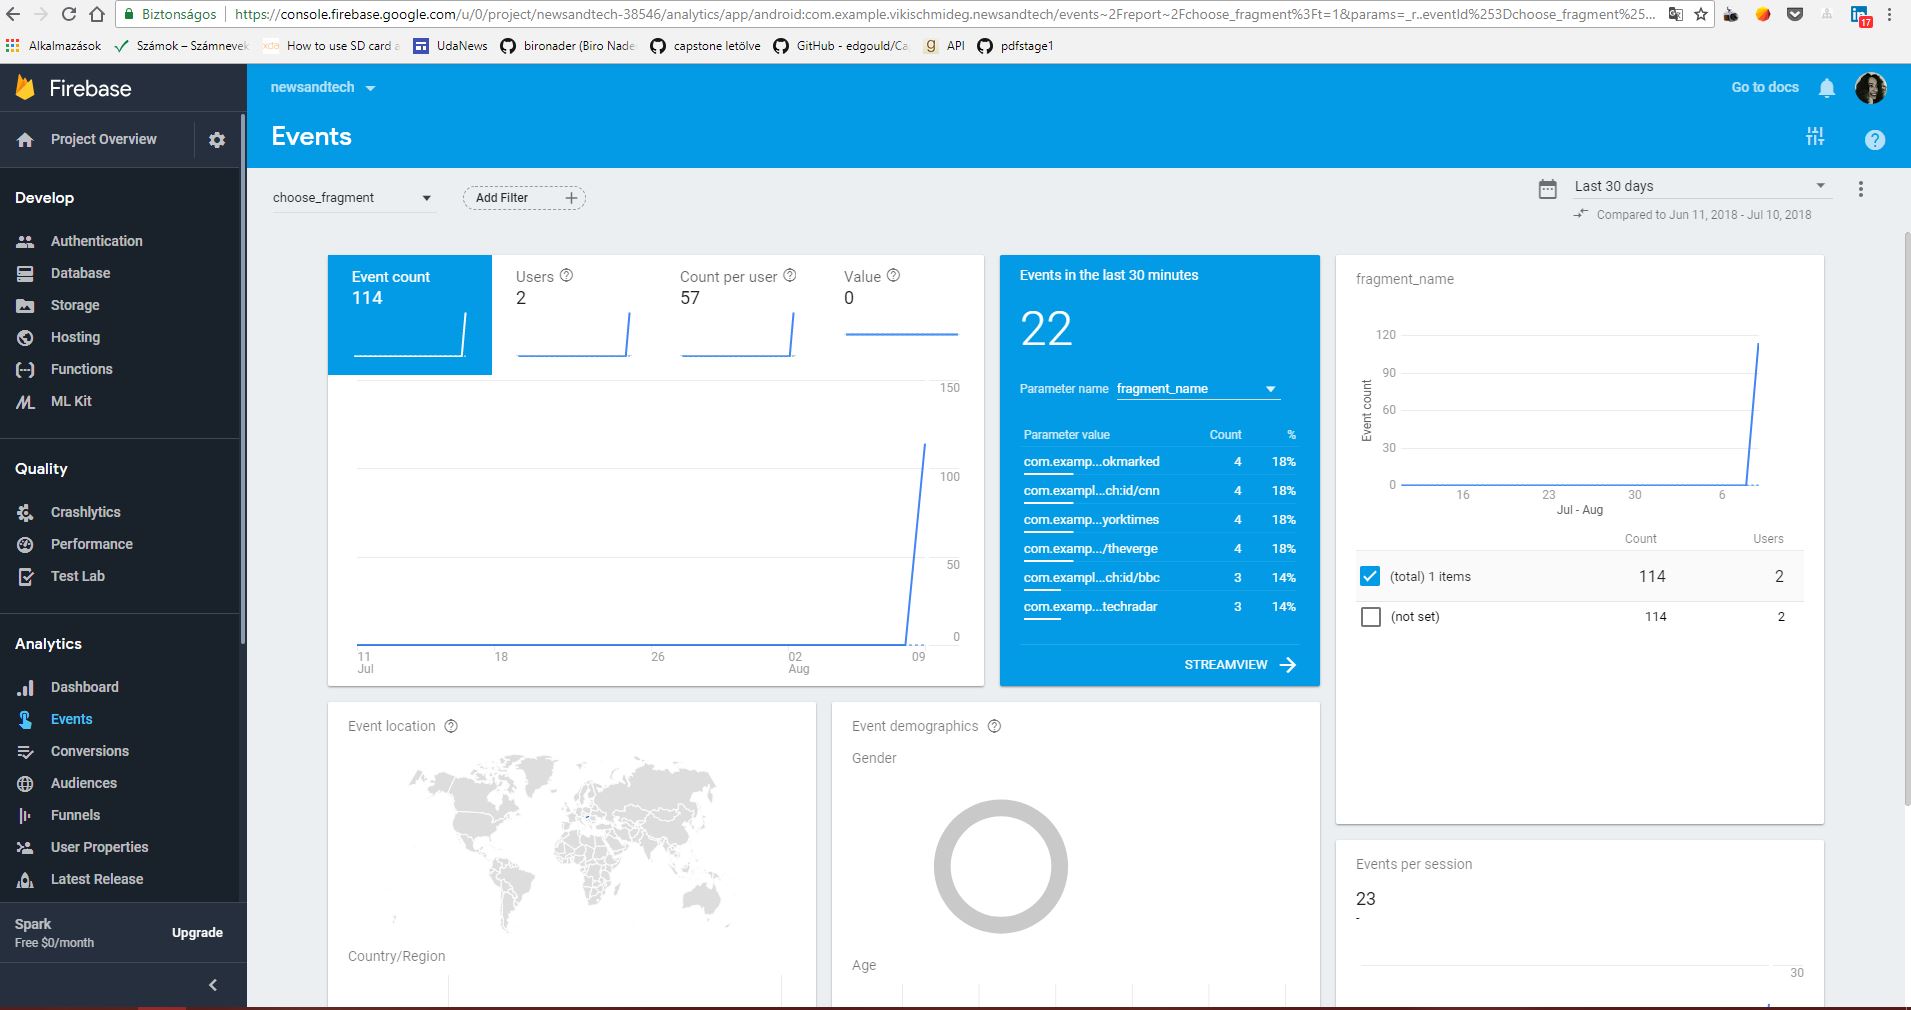 Biztonságos https://console.firebase.google.com/u/0/project/newsandtech-38546/analytics/app/android:com.example.vikischmideg.newsandtech/events~2Freport~2Fchoose_fragment%3Ft=1&params=_r..eventId%253Dchoose_fragment%25...
17
Alkalmazások Számok – Számnevek How to use SD card a UdaNews bironader (Biro Nade capstone letölve GitHub - edgould/Ca API pdfstage1
Firebase
newsandtech
Go to docs
Project Overview
Events
Develop
choose_fragment
Add Filter
Last 30 days
Compared to Jun 11, 2018 - Jul 10, 2018
Authentication
Database
Storage
Hosting
Functions
ML Kit
Quality
Crashlytics
Performance
Test Lab
Analytics
Dashboard
Events
Conversions
Audiences
Funnels
User Properties
Latest Release
Spark
Free $0/month
Upgrade
Event count
114
Users
2
Count per user
57
Value
0
150
100
50
0
11 18 26 02 09
Jul Aug
Events in the last 30 minutes
22
Parameter name fragment_name
Parameter value Count %
com.examp...okmarked 4 18%
com.exampl...ch:id/cnn 4 18%
com.examp...yorktimes 4 18%
com.examp.../theverge 4 18%
com.exampl...ch:id/bbc 3 14%
com.examp...techradar 3 14%
STREAMVIEW
fragment_name
Event count
120
90
60
30
0
16 23 30 6
Jul - Aug
Count Users
(total) 1 items 114 2
(not set) 114 2
Event location
Country/Region
Event demographics
Gender
Age
Events per session
23
-
30